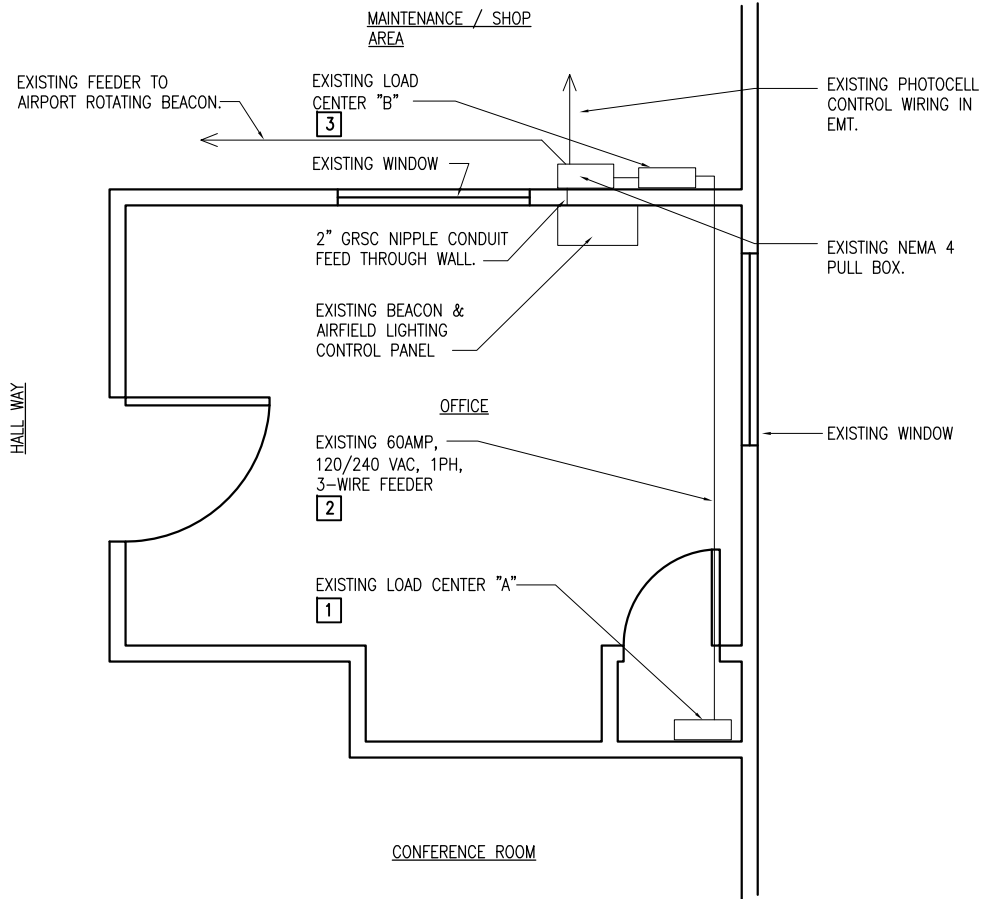 MAINTENANCE / SHOP
AREA
EXISTING FEEDER TO
AIRPORT ROTATING BEACON.
EXISTING LOAD
CENTER "B"
3
EXISTING PHOTOCELL
CONTROL WIRING IN
EMT.
EXISTING WINDOW
2" GRSC NIPPLE CONDUIT
FEED THROUGH WALL.
EXISTING NEMA 4
PULL BOX.
EXISTING BEACON &
AIRFIELD LIGHTING
CONTROL PANEL
HALL WAY
OFFICE
EXISTING WINDOW
EXISTING 60AMP,
120/240 VAC, 1PH,
3-WIRE FEEDER
2
EXISTING LOAD CENTER "A"
1
CONFERENCE ROOM